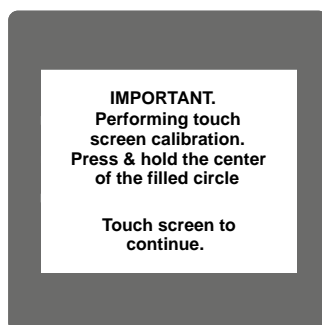 IMPORTANT.
Performing touch
screen calibration.
Press & hold the center
of the filled circle
Touch screen to
continue.